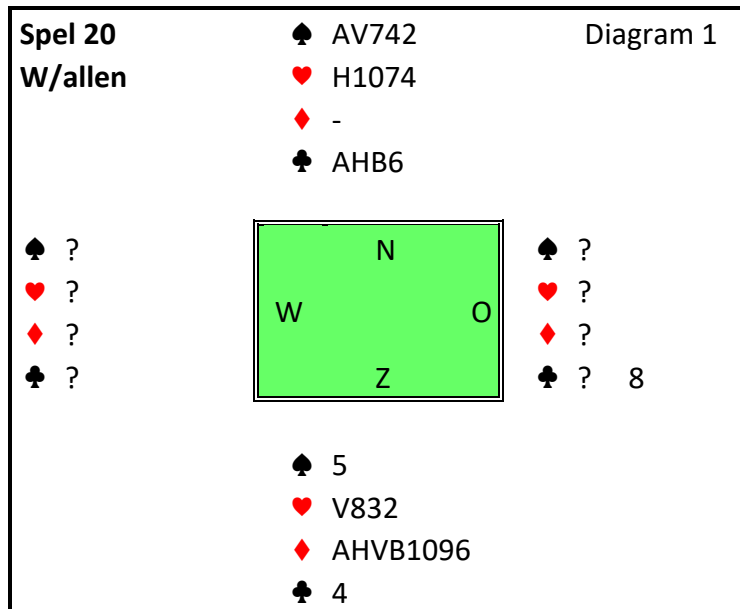 Spel 20 ♠ AV742 Diagram 1
W/allen ♥ H1074
♦ -
♣ AHB6
♠ ? N ♠ ?
♥ ? ♥ ?
W O
♦ ? ♦ ?
♣ ? Z ♣ ? 8
♠ 5
♥ V832
♦ AHVB1096
♣ 4